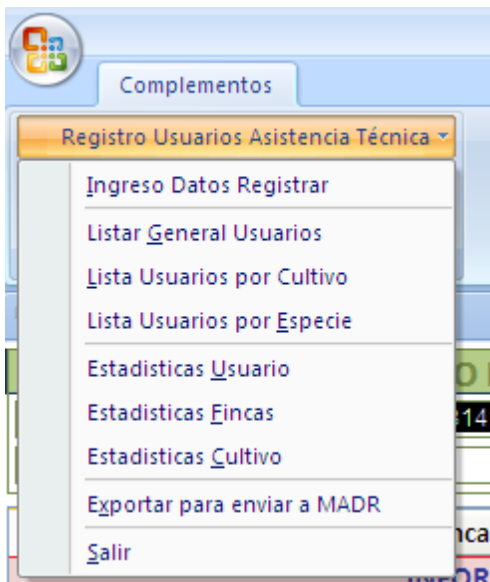 Complementos
Registro Usuarios Asistencia Técnica
Ingreso Datos Registrar
Listar General Usuarios
Lista Usuarios por Cultivo
Lista Usuarios por Especie
Estadisticas Usuario
Estadisticas Fincas
Estadisticas Cultivo
Exportar para enviar a MADR
Salir